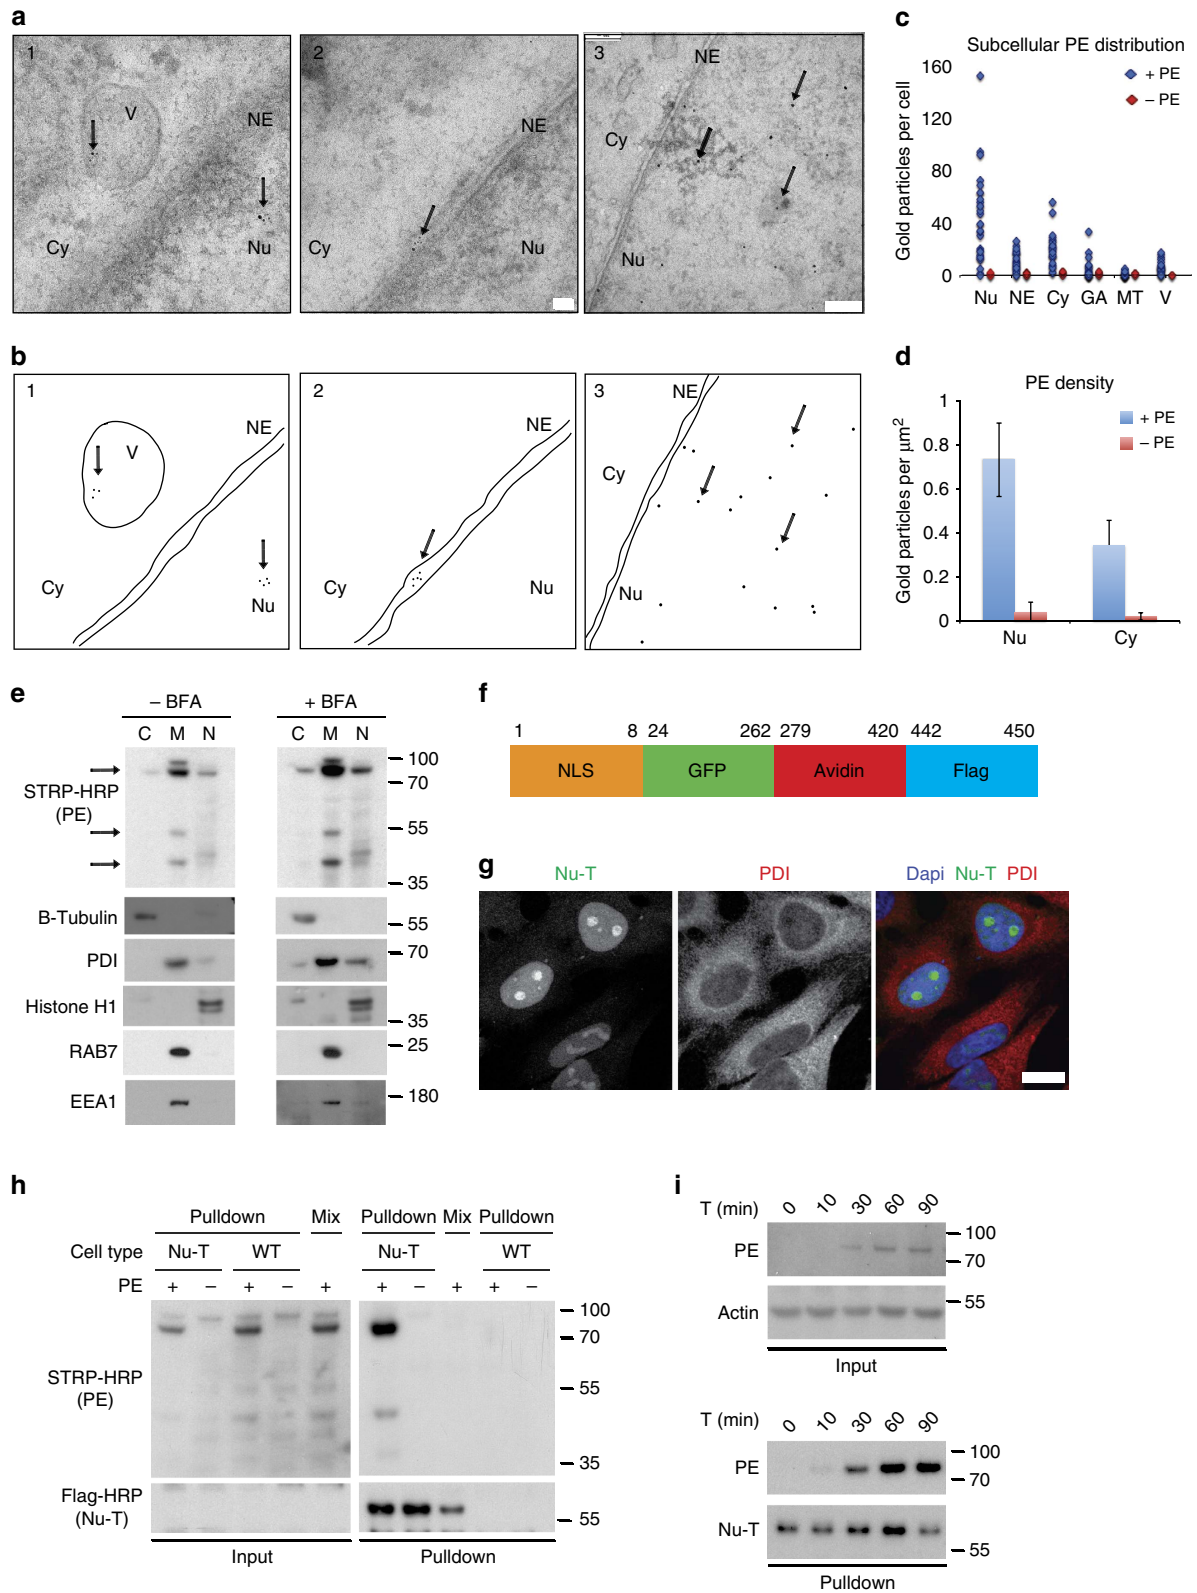 a
1
V
NE
Cy
Nu
2
NE
Cy
Nu
3
NE
Cy
Nu
c
Subcellular PE distribution
+ PE
– PE
Gold particles per cell
160
120
80
40
0
Nu NE Cy GA MT V
b
1
V
NE
Cy
Nu
2
NE
Cy
Nu
3
NE
Cy
Nu
d
PE density
+ PE
– PE
Gold particles per μm²
1
0.8
0.6
0.4
0.2
0
Nu Cy
e
– BFA + BFA
C M N C M N
STRP-HRP
(PE)
100
70
55
35
B-Tubulin
55
PDI
70
Histone H1
35
RAB7
25
EEA1
180
f
1 8 24 262 279 420 442 450
NLS GFP Avidin Flag
g
Nu-T PDI Dapi Nu-T PDI
h
Pulldown Mix Pulldown Mix Pulldown
Cell type Nu-T WT Nu-T WT
PE + – + – + + – + + –
STRP-HRP
(PE)
100
70
55
35
Flag-HRP
(Nu-T)
55
Input Pulldown
i
T (min) 0 10 30 60 90
PE
100
70
Actin
55
Input
T (min) 0 10 30 60 90
PE
100
70
Nu-T
55
Pulldown